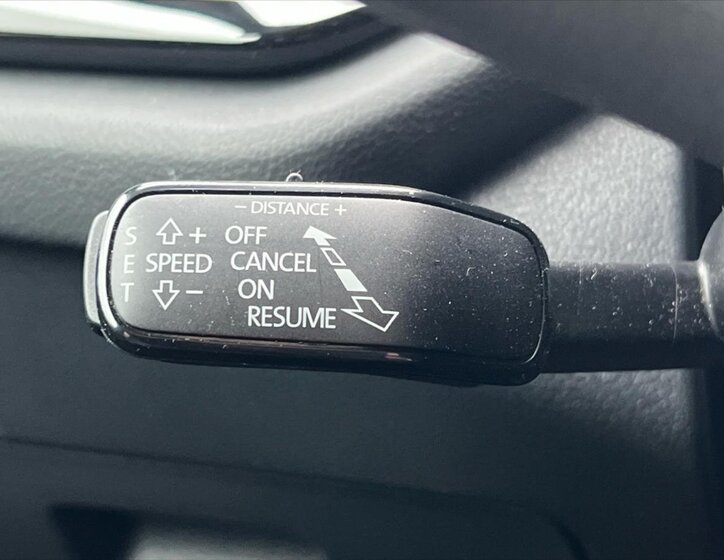 − DISTANCE +
S + OFF
E SPEED CANCEL
T − ON
RESUME